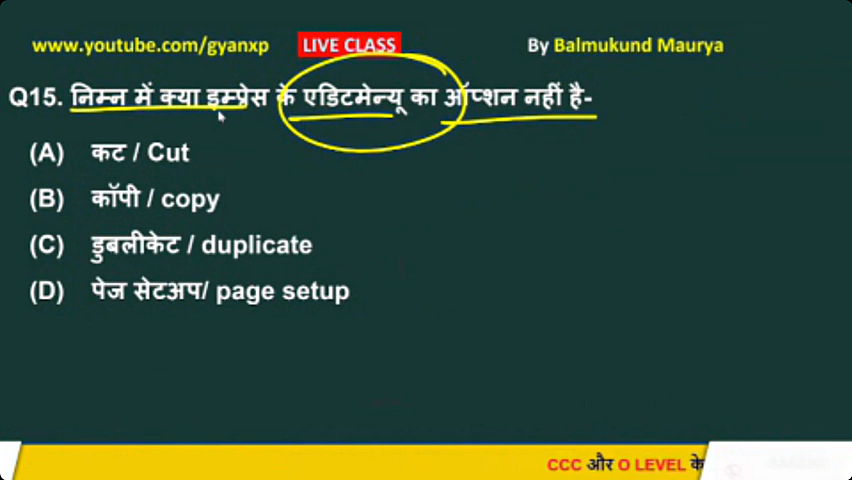 www.youtube.com/gyanxp LIVE CLASS By Balmukund Maurya
Q15. निम्न में क्या इम्प्रेस के एडिटमेन्यू का ऑप्शन नहीं है-
(A) कट / Cut
(B) कॉपी / copy
(C) डुबलीकेट / duplicate
(D) पेज सेटअप/ page setup
CCC और O LEVEL के